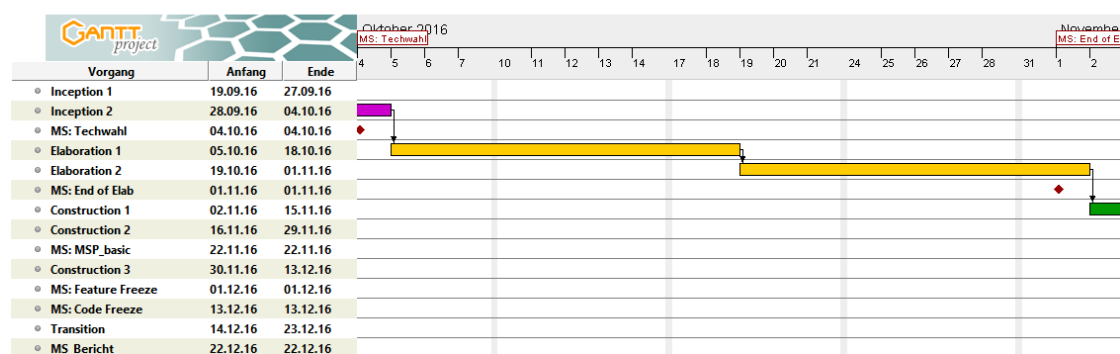 GANTT
project
Oktober 2016
MS: Techwahl
MS: End of E
4 5 6 7 10 11 12 13 14 17 18 19 20 21 24 25 26 27 28 31 1 2
Vorgang Anfang Ende
Inception 1 19.09.16 27.09.16
Inception 2 28.09.16 04.10.16
MS: Techwahl 04.10.16 04.10.16
Elaboration 1 05.10.16 18.10.16
Elaboration 2 19.10.16 01.11.16
MS: End of Elab 01.11.16 01.11.16
Construction 1 02.11.16 15.11.16
Construction 2 16.11.16 29.11.16
MS: MSP_basic 22.11.16 22.11.16
Construction 3 30.11.16 13.12.16
MS: Feature Freeze 01.12.16 01.12.16
MS: Code Freeze 13.12.16 13.12.16
Transition 14.12.16 23.12.16
MS Bericht 22.12.16 22.12.16